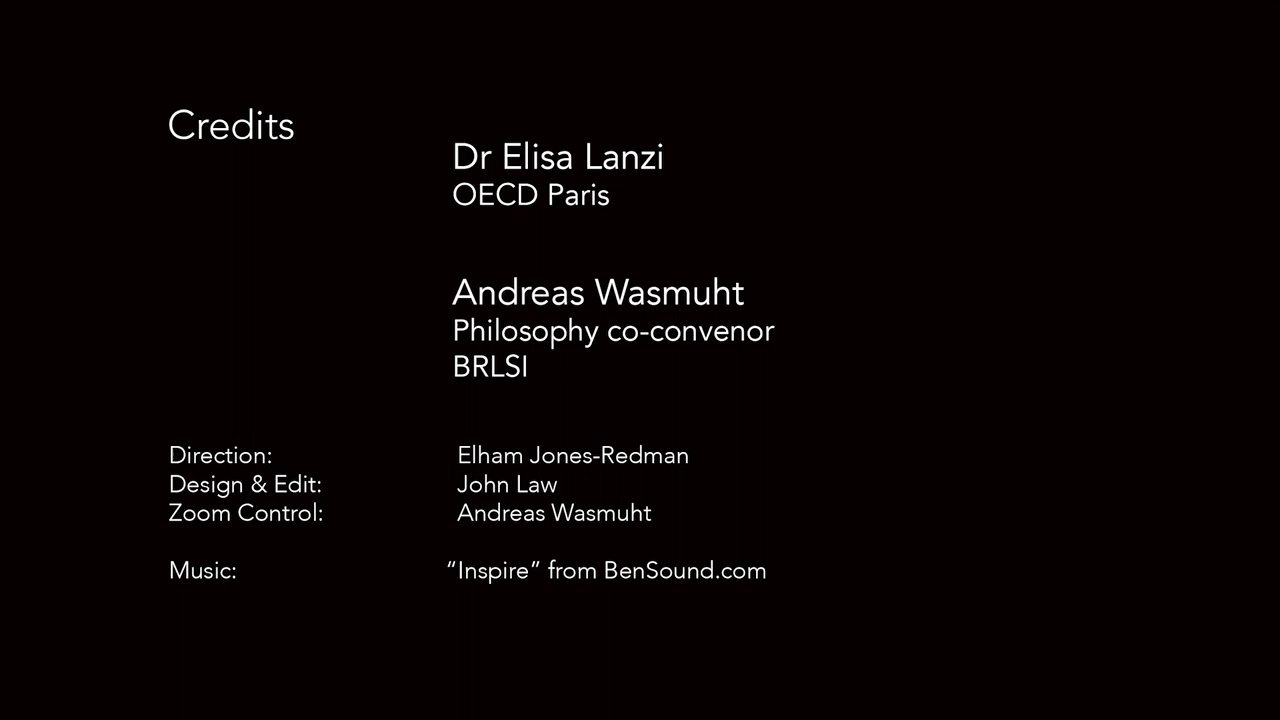 Credits
Dr Elisa Lanzi
OECD Paris
Andreas Wasmuht
Philosophy co-convenor
BRLSI
Direction: Elham Jones-Redman
Design & Edit: John Law
Zoom Control: Andreas Wasmuht
Music: “Inspire” from BenSound.com